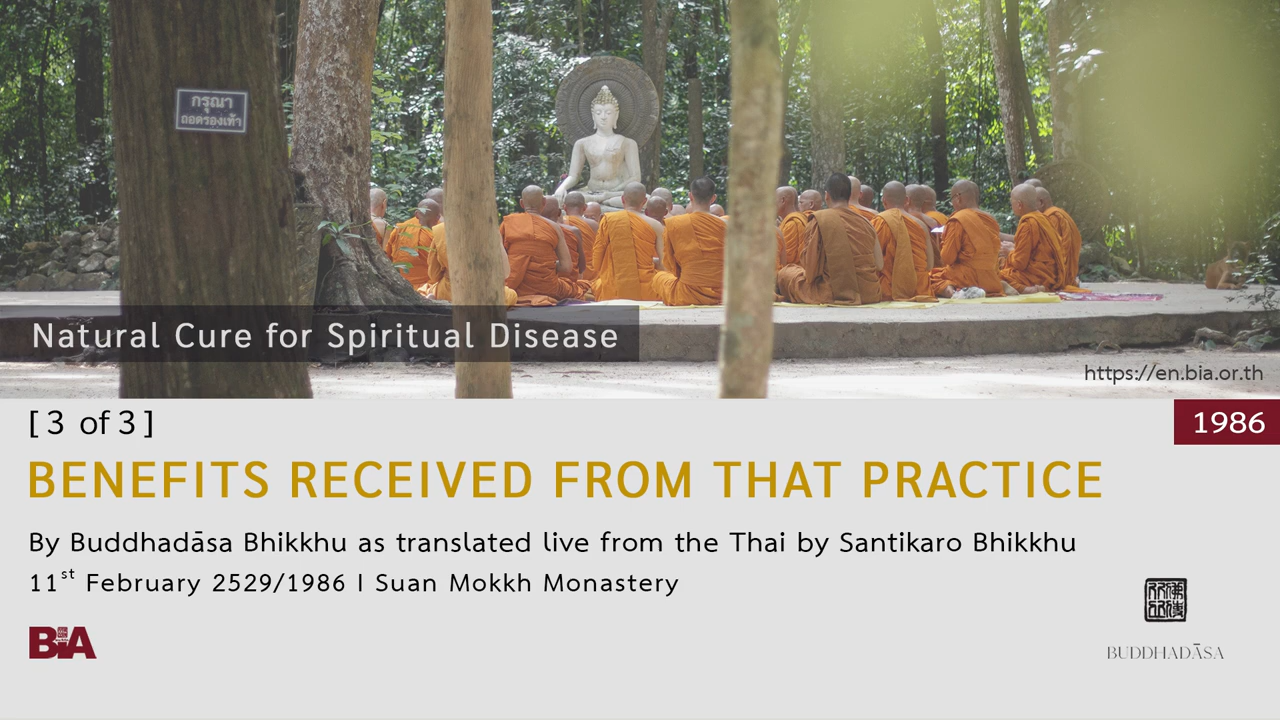 กรุณา
ถอดรองเท้า
Natural Cure for Spiritual Disease
https://en.bia.or.th
[ 3 of 3 ]
1986
BENEFITS RECEIVED FROM THAT PRACTICE
By Buddhadāsa Bhikkhu as translated live from the Thai by Santikaro Bhikkhu
11st February 2529/1986 I Suan Mokkh Monastery
BIA
BUDDHADĀSA